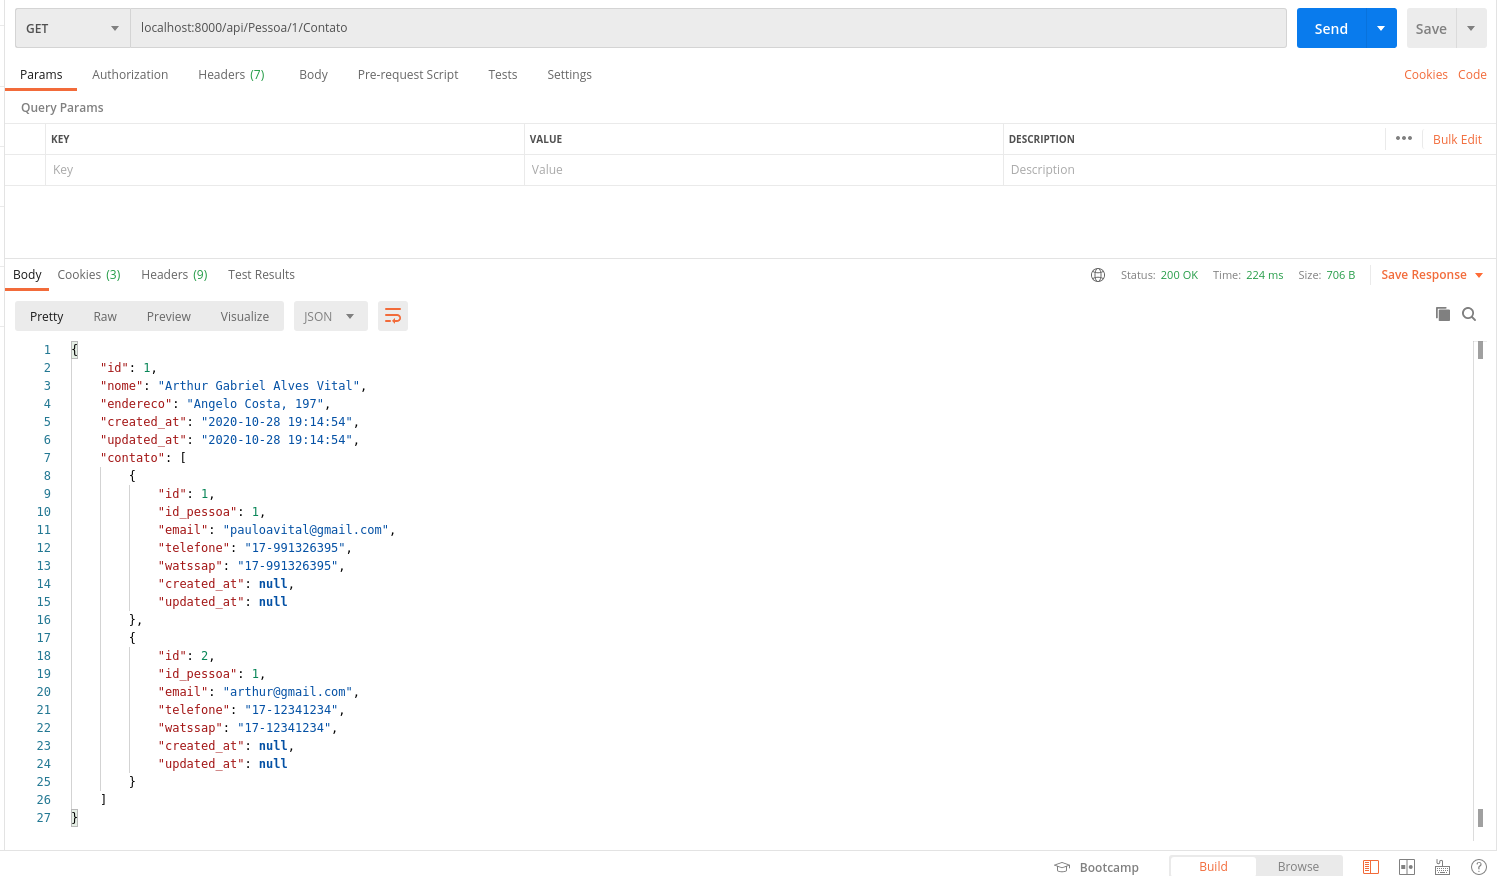 GET localhost:8000/api/Pessoa/1/Contato Send Save
Params Authorization Headers (7) Body Pre-request Script Tests Settings Cookies Code
Query Params
KEY VALUE DESCRIPTION ••• Bulk Edit
Key Value Description
Body Cookies (3) Headers (9) Test Results Status: 200 OK Time: 224 ms Size: 706 B Save Response
Pretty Raw Preview Visualize JSON
1 {
2 "id": 1,
3 "nome": "Arthur Gabriel Alves Vital",
4 "endereco": "Angelo Costa, 197",
5 "created_at": "2020-10-28 19:14:54",
6 "updated_at": "2020-10-28 19:14:54",
7 "contato": [
8 {
9 "id": 1,
10 "id_pessoa": 1,
11 "email": "pauloavital@gmail.com",
12 "telefone": "17-991326395",
13 "watssap": "17-991326395",
14 "created_at": null,
15 "updated_at": null
16 },
17 {
18 "id": 2,
19 "id_pessoa": 1,
20 "email": "arthur@gmail.com",
21 "telefone": "17-12341234",
22 "watssap": "17-12341234",
23 "created_at": null,
24 "updated_at": null
25 }
26 ]
27 }
Bootcamp Build Browse ?